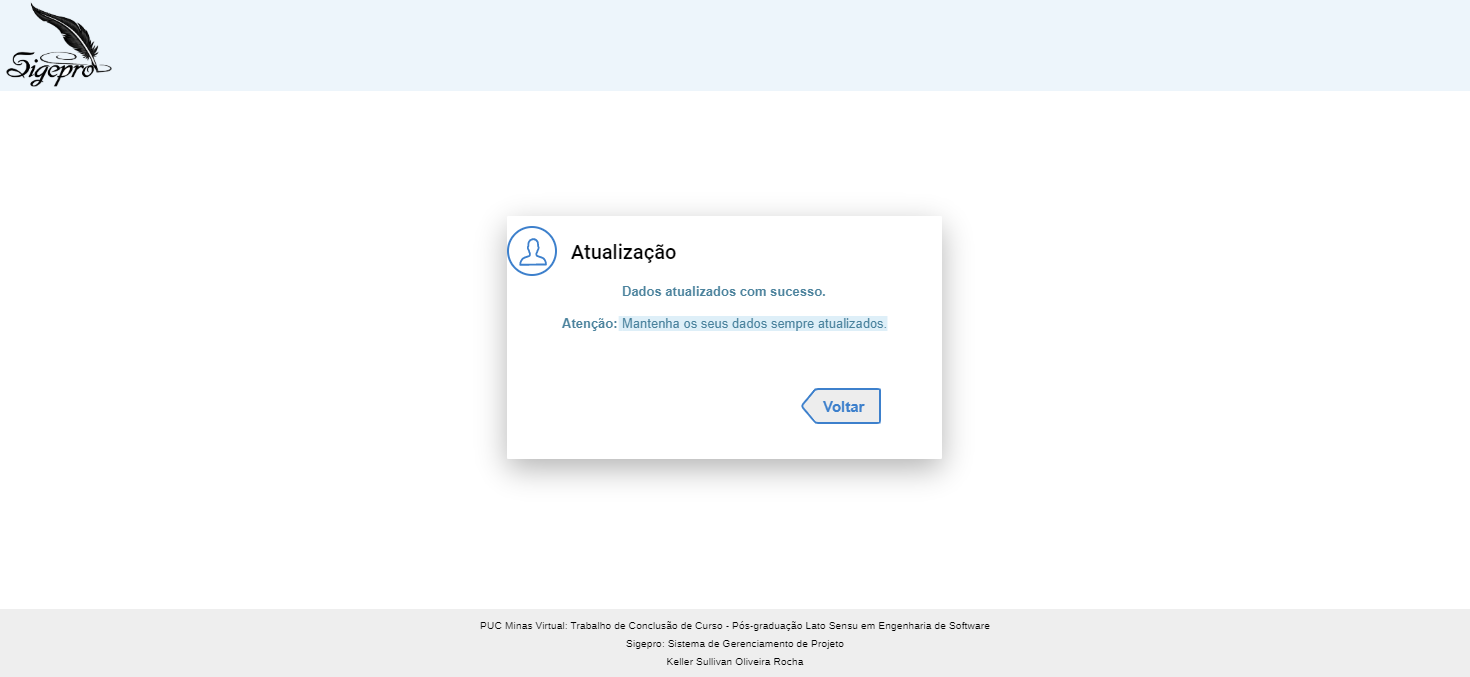 Sigepro
Atualização
Dados atualizados com sucesso.
Atenção: Mantenha os seus dados sempre atualizados.
Voltar
PUC Minas Virtual: Trabalho de Conclusão de Curso - Pós-graduação Lato Sensu em Engenharia de Software
Sigepro: Sistema de Gerenciamento de Projeto
Keller Sullivan Oliveira Rocha